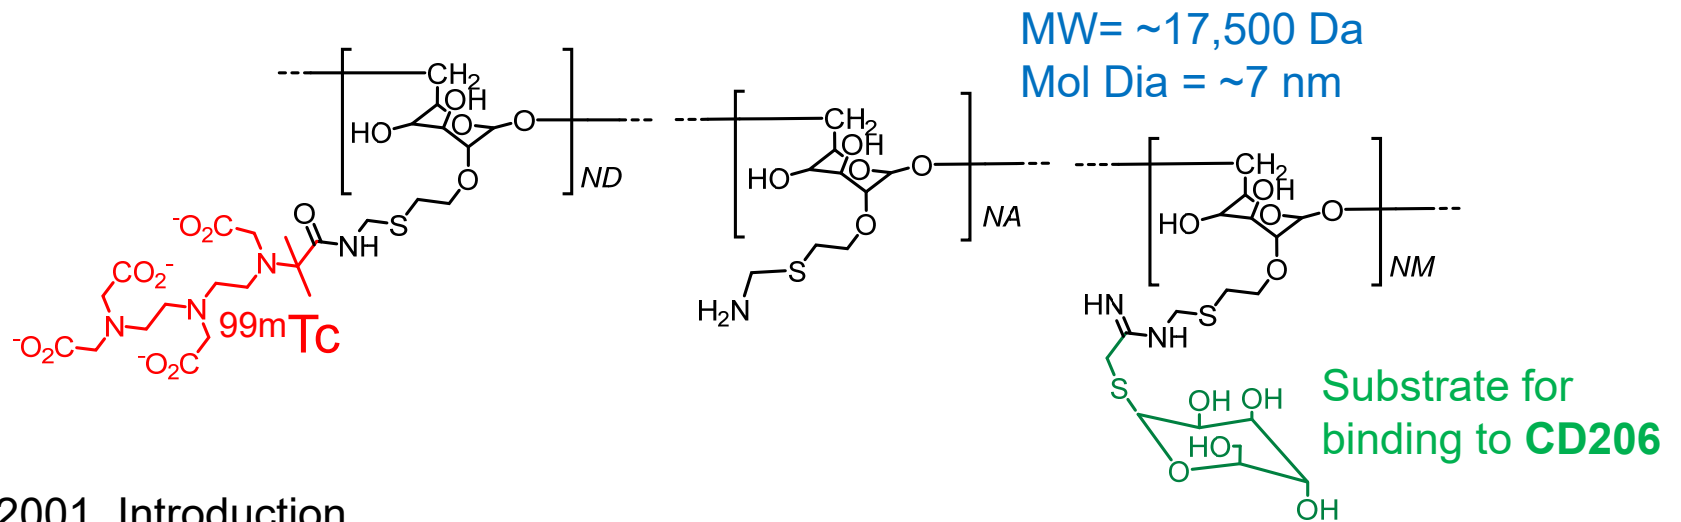 MW= ~17,500 Da
Mol Dia = ~7 nm
CH2
OH
HO
O
O
O
ND
CH2
OH
HO
O
O
O
NA
CH2
OH
HO
O
O
O
NM
O
NH
S
⁻O2C
N
CO2⁻
N
N
⁻O2C
⁻O2C
99mTc
S
H2N
HN
NH
S
S
OH
OH
HO
O
OH
Substrate for
binding to CD206
2001 Introduction